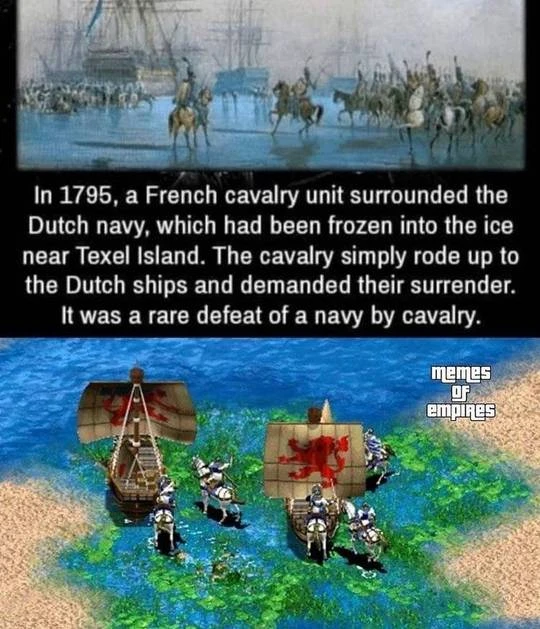 In 1795, a French cavalry unit surrounded the
Dutch navy, which had been frozen into the ice
near Texel Island. The cavalry simply rode up to
the Dutch ships and demanded their surrender.
It was a rare defeat of a navy by cavalry.
memes
of
empires